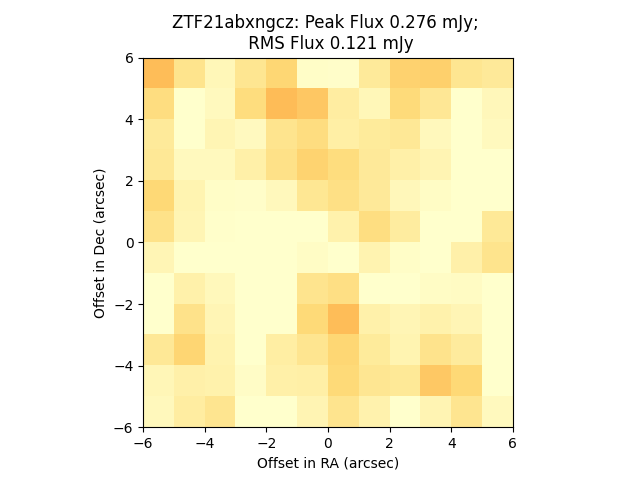 ZTF21abxngcz: Peak Flux 0.276 mJy;
RMS Flux 0.121 mJy
6
4
2
0
−2
−4
−6
Offset in Dec (arcsec)
−6 −4 −2 0 2 4 6
Offset in RA (arcsec)